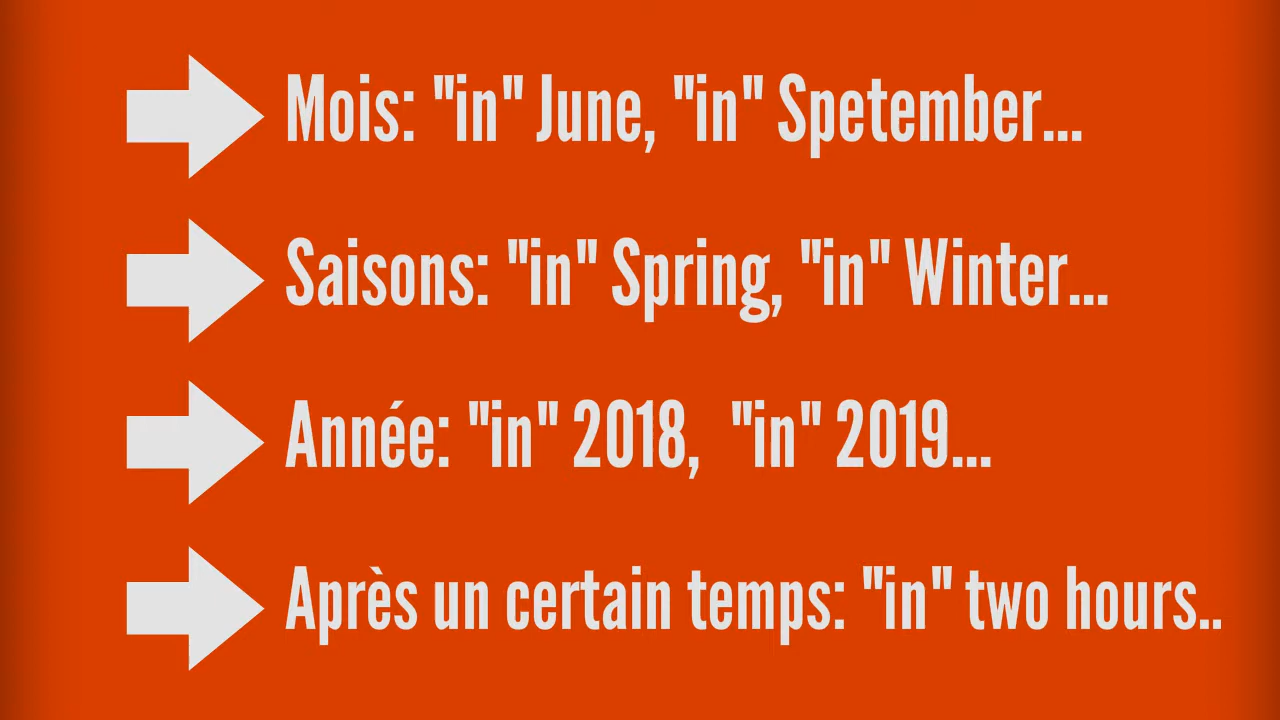 Mois: "in" June, "in" Spetember...
Saisons: "in" Spring, "in" Winter...
Année: "in" 2018, "in" 2019...
Après un certain temps: "in" two hours..